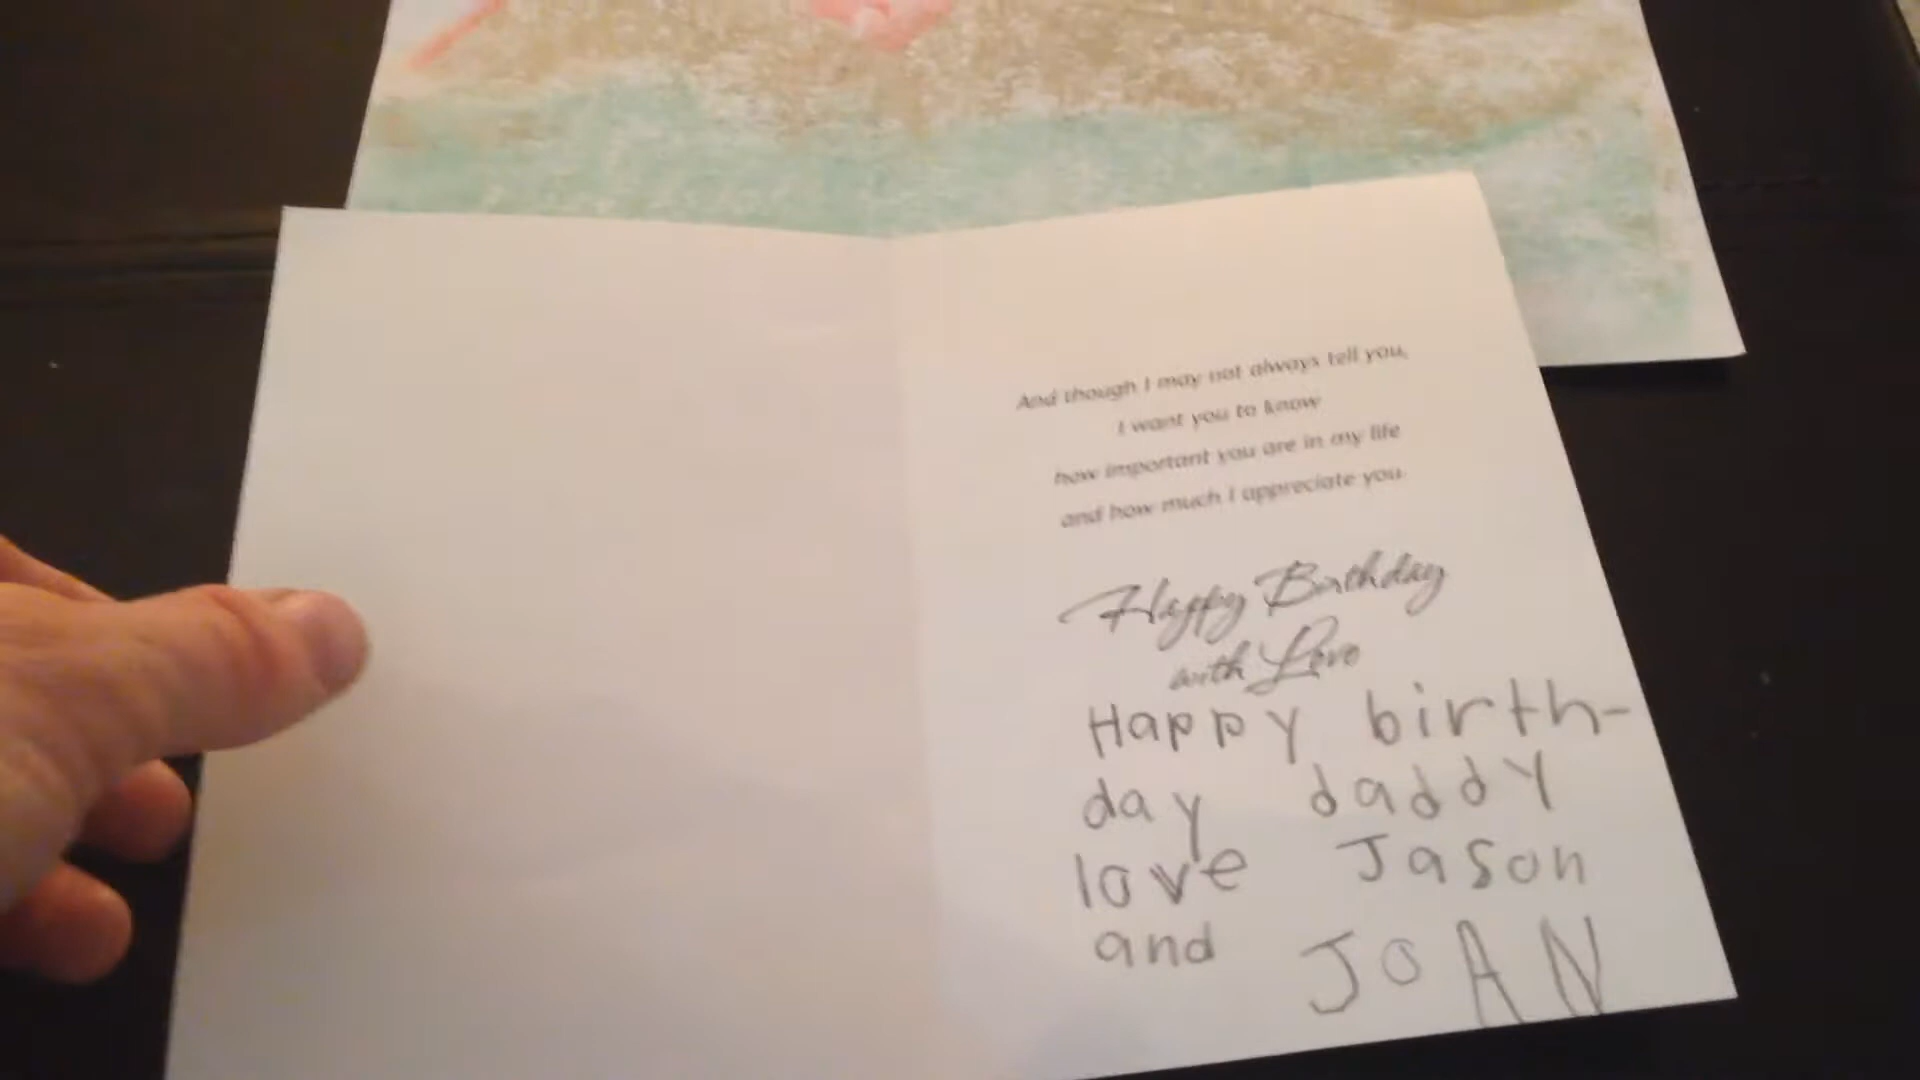 And though I may not always tell you,
I want you to know
how important you are in my life
and how much I appreciate you.
Happy Birthday
with Love
Happy birth-
day daddy
love Jason
and JoAN